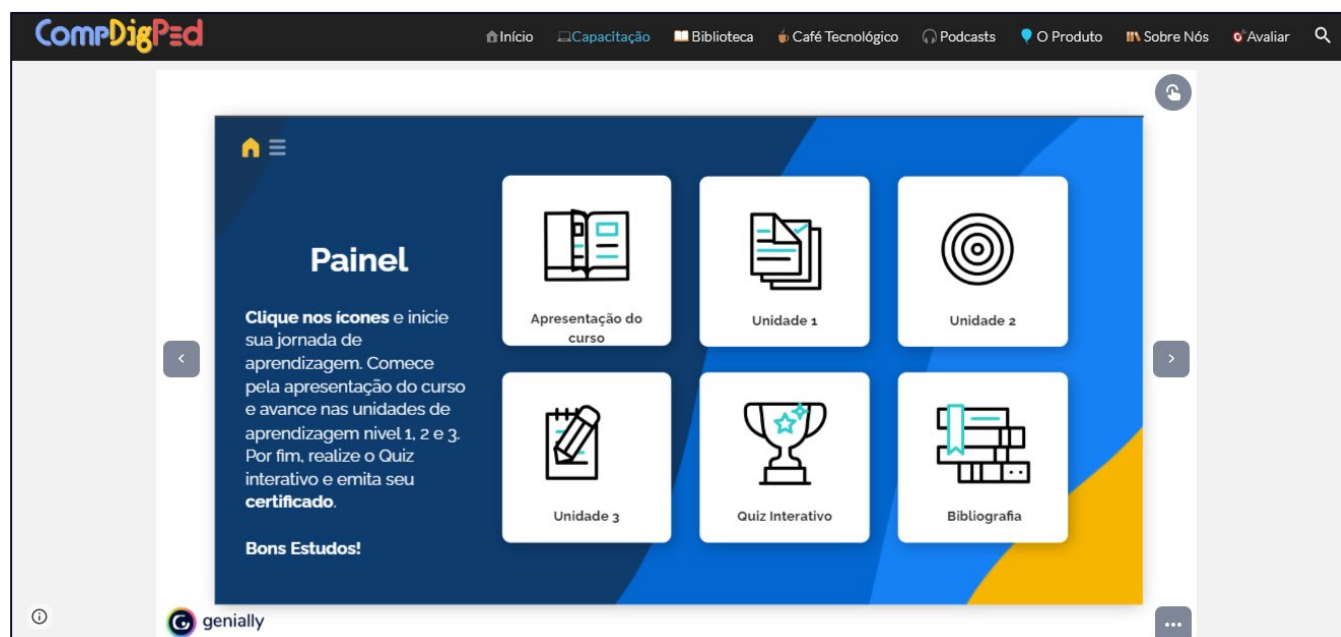 CompDigPed
Início Capacitação Biblioteca Café Tecnológico Podcasts O Produto Sobre Nós Avaliar
Painel
Clique nos ícones e inicie
sua jornada de
aprendizagem. Comece
pela apresentação do curso
e avance nas unidades de
aprendizagem nivel 1, 2 e 3.
Por fim, realize o Quiz
interativo e emita seu
certificado.
Bons Estudos!
Apresentação do
curso
Unidade 1
Unidade 2
Unidade 3
Quiz Interativo
Bibliografia
genially